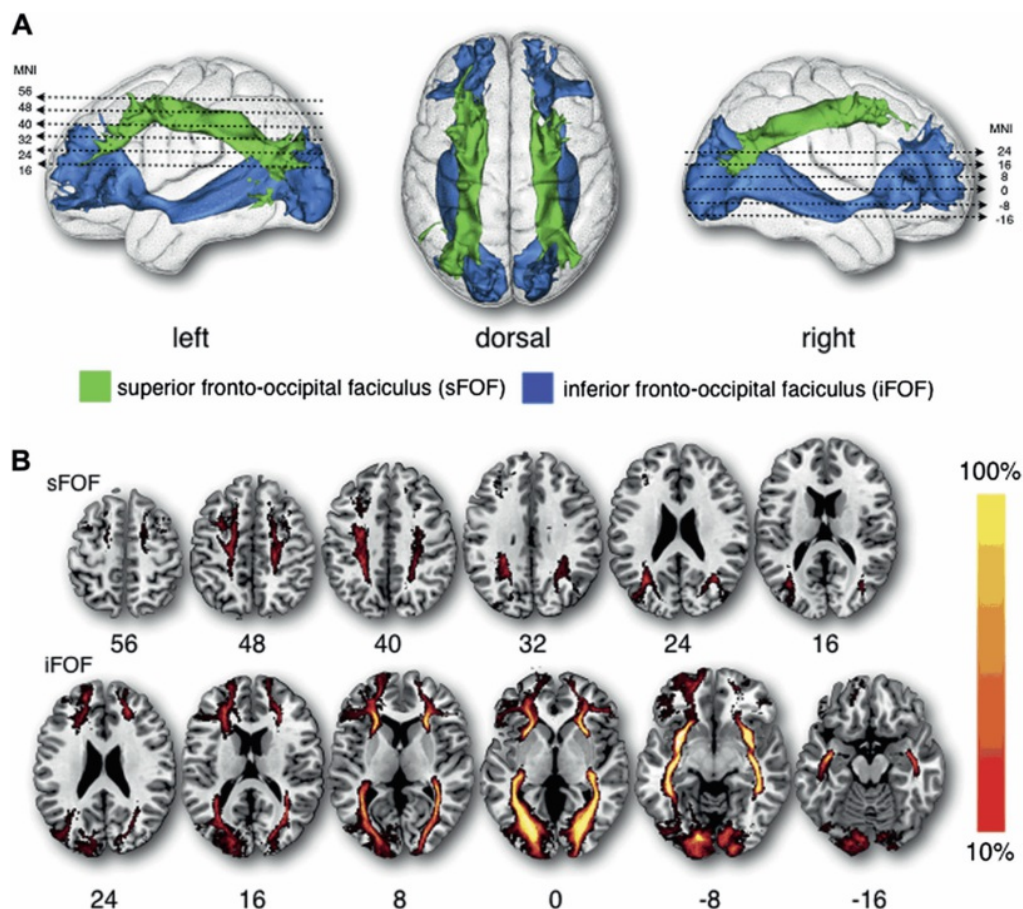 A
MNI
56
48
40
32
24
16
MNI
24
16
8
0
-8
-16
left
dorsal
right
superior fronto-occipital faciculus (sFOF)
inferior fronto-occipital faciculus (iFOF)
B
sFOF
100%
56
48
40
32
24
16
iFOF
10%
24
16
8
0
-8
-16